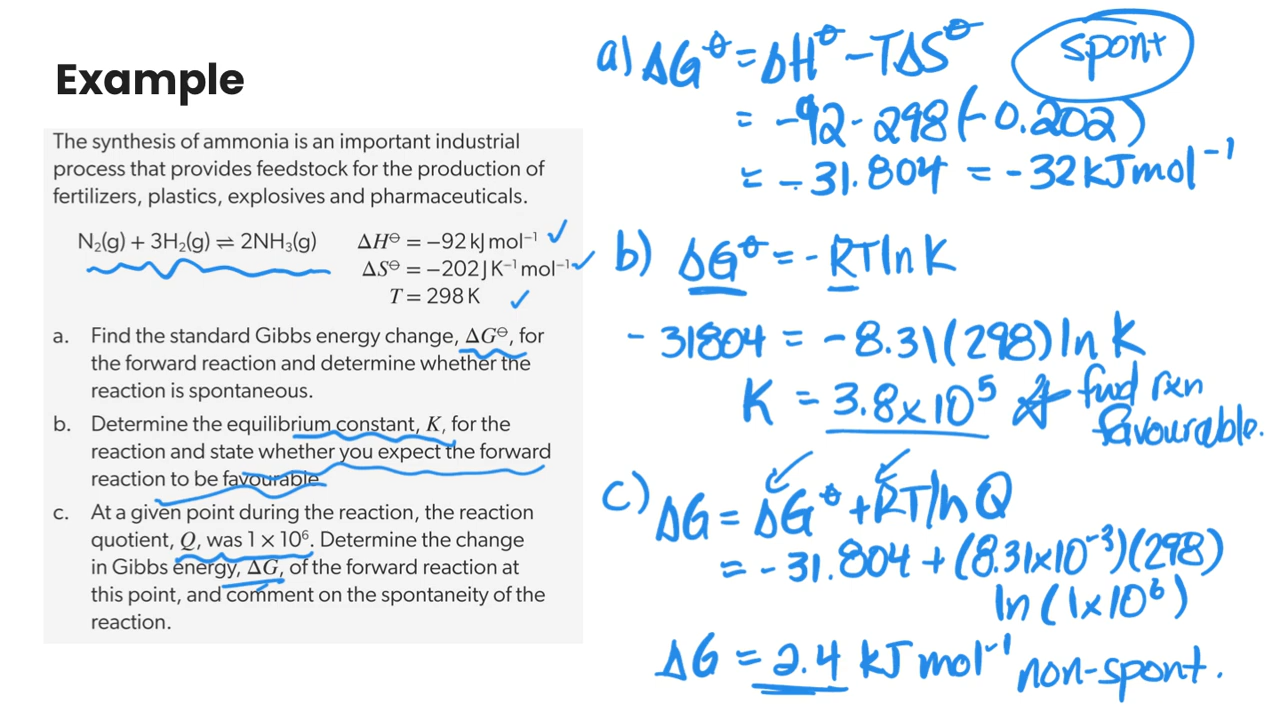 Example
The synthesis of ammonia is an important industrial
process that provides feedstock for the production of
fertilizers, plastics, explosives and pharmaceuticals.
N₂(g) + 3H₂(g) ⇌ 2NH₃(g)    ΔH⊖ = −92 kJ mol⁻¹ ✓
ΔS⊖ = −202 J K⁻¹ mol⁻¹ ✓
T = 298 K ✓
a. Find the standard Gibbs energy change, ΔG⊖, for
the forward reaction and determine whether the
reaction is spontaneous.
b. Determine the equilibrium constant, K, for the
reaction and state whether you expect the forward
reaction to be favourable.
c. At a given point during the reaction, the reaction
quotient, Q, was 1 × 10⁶. Determine the change
in Gibbs energy, ΔG, of the forward reaction at
this point, and comment on the spontaneity of the
reaction.
a) ΔG⊖ = ΔH⊖ − TΔS⊖    spont
= −92 - 298(−0.202)
= −31.804 = −32 kJ mol⁻¹
b) ΔG⊖ = - RT ln K
- 31804 = −8.31(298) ln K
K = 3.8 × 10⁵ fwd rxn
favourable.
c) ΔG = ΔG⊖ + RT ln Q
= −31.804 + (8.31×10⁻³)(298)
ln (1×10⁶)
ΔG = 2.4 kJ mol⁻¹ non-spont.